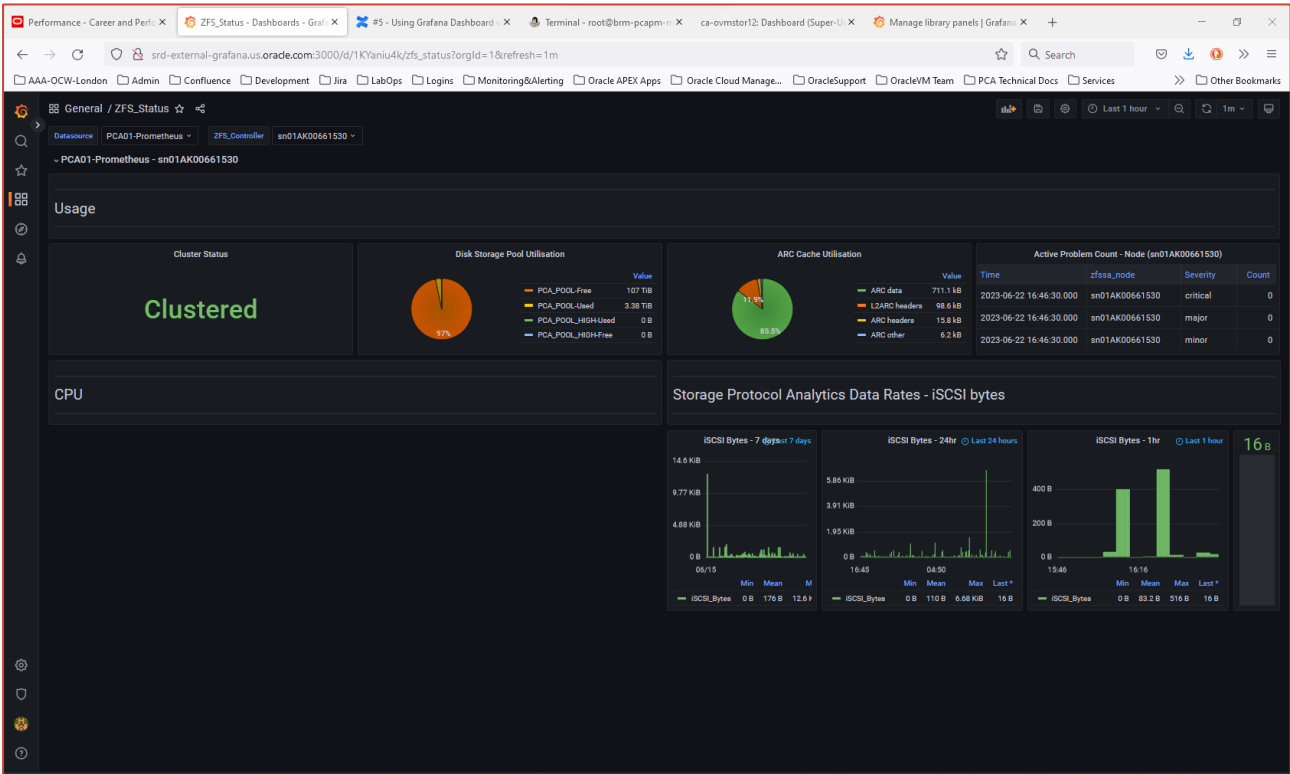 Performance - Career and Perfo
ZFS_Status - Dashboards - Grafa
#5 - Using Grafana Dashboard
Terminal - root@brm-pcapm-
ca-ovmstor12: Dashboard (Super-U
Manage library panels | Grafana
srd-external-grafana.us.oracle.com:3000/d/1KYaniu4k/zfs_status?orgId=1&refresh=1m
Search
AAA-OCW-London
Admin
Confluence
Development
Jira
LabOps
Logins
Monitoring&Alerting
Oracle APEX Apps
Oracle Cloud Manage...
OracleSupport
OracleVM Team
PCA Technical Docs
Services
Other Bookmarks
General / ZFS_Status
Last 1 hour
1m
Datasource PCA01-Prometheus ZFS_Controller sn01AK00661530
PCA01-Prometheus - sn01AK00661530
Usage
Cluster Status
Clustered
Disk Storage Pool Utilisation
97%
Value
PCA_POOL-Free 107 TiB
PCA_POOL-Used 3.38 TiB
PCA_POOL_HIGH-Used 0 B
PCA_POOL_HIGH-Free 0 B
ARC Cache Utilisation
11.9%
85.5%
Value
ARC data 711.1 kB
L2ARC headers 98.6 kB
ARC headers 15.8 kB
ARC other 6.2 kB
Active Problem Count - Node (sn01AK00661530)
Time zfssa_node Severity Count
2023-06-22 16:46:30.000 sn01AK00661530 critical 0
2023-06-22 16:46:30.000 sn01AK00661530 major 0
2023-06-22 16:46:30.000 sn01AK00661530 minor 0
CPU
Storage Protocol Analytics Data Rates - iSCSI bytes
iSCSI Bytes - 7 days
14.6 KiB
9.77 KiB
4.88 KiB
0 B
06/15
Min Mean M
iSCSI_Bytes 0 B 176 B 12.6
iSCSI Bytes - 24hr Last 24 hours
5.86 KiB
3.91 KiB
1.95 KiB
0 B
16:45 04:50
Min Mean Max Last *
iSCSI_Bytes 0 B 110 B 6.68 KiB 16 B
iSCSI Bytes - 1hr Last 1 hour
400 B
200 B
0 B
15:46 16:16
Min Mean Max Last *
iSCSI_Bytes 0 B 83.2 B 516 B 16 B
16 B